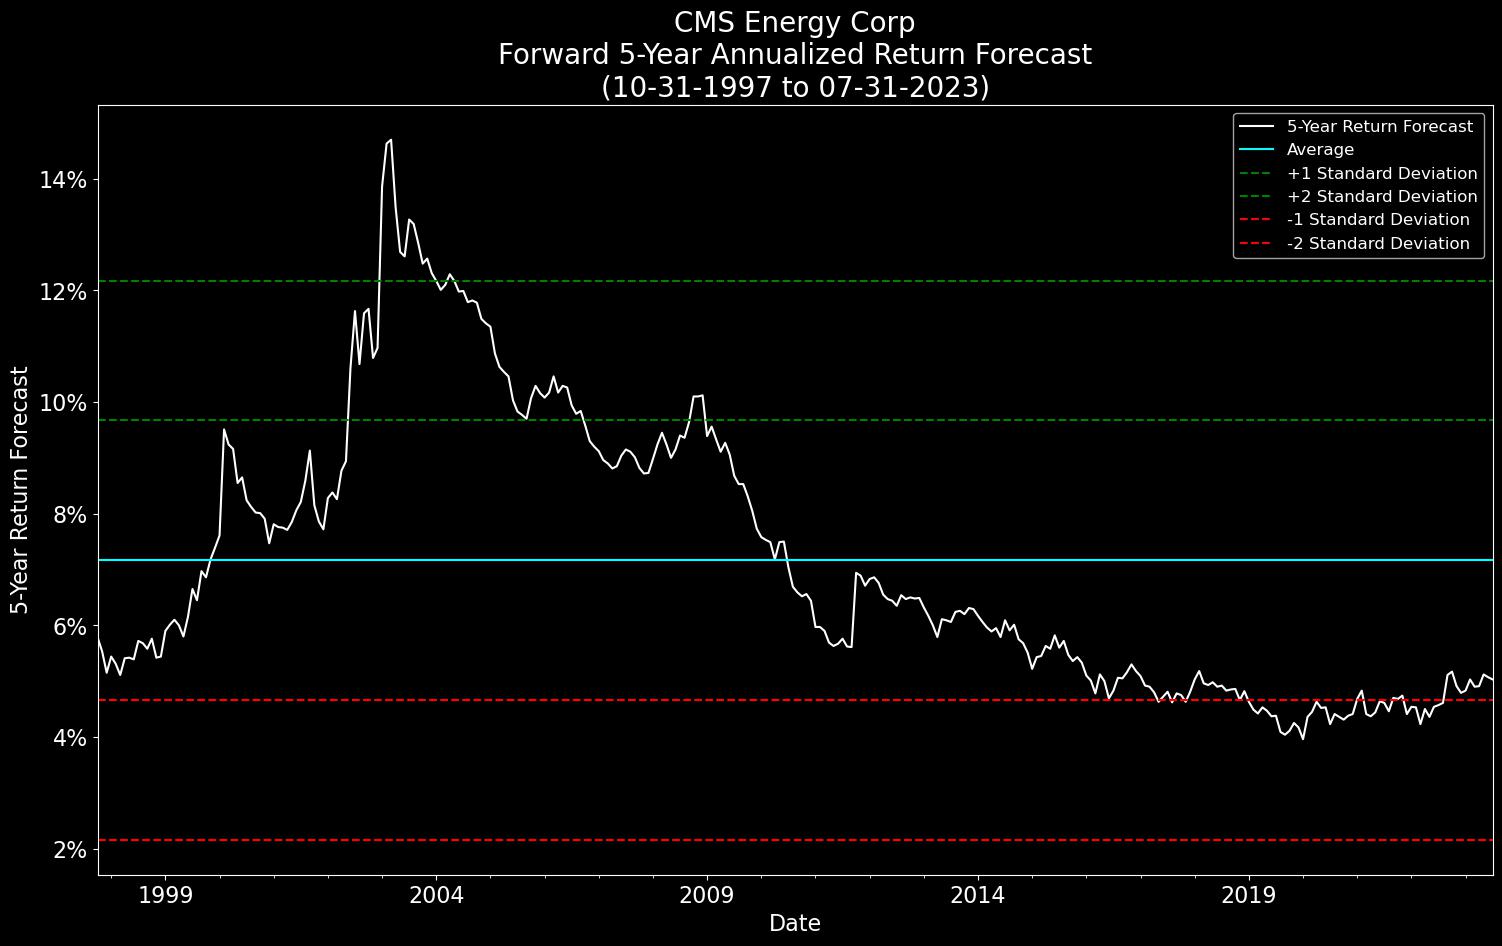 CMS Energy Corp
Forward 5-Year Annualized Return Forecast
(10-31-1997 to 07-31-2023)
5-Year Return Forecast
Average
+1 Standard Deviation
+2 Standard Deviation
-1 Standard Deviation
-2 Standard Deviation
14%
12%
10%
8%
6%
4%
2%
5-Year Return Forecast
1999
2004
2009
2014
2019
Date